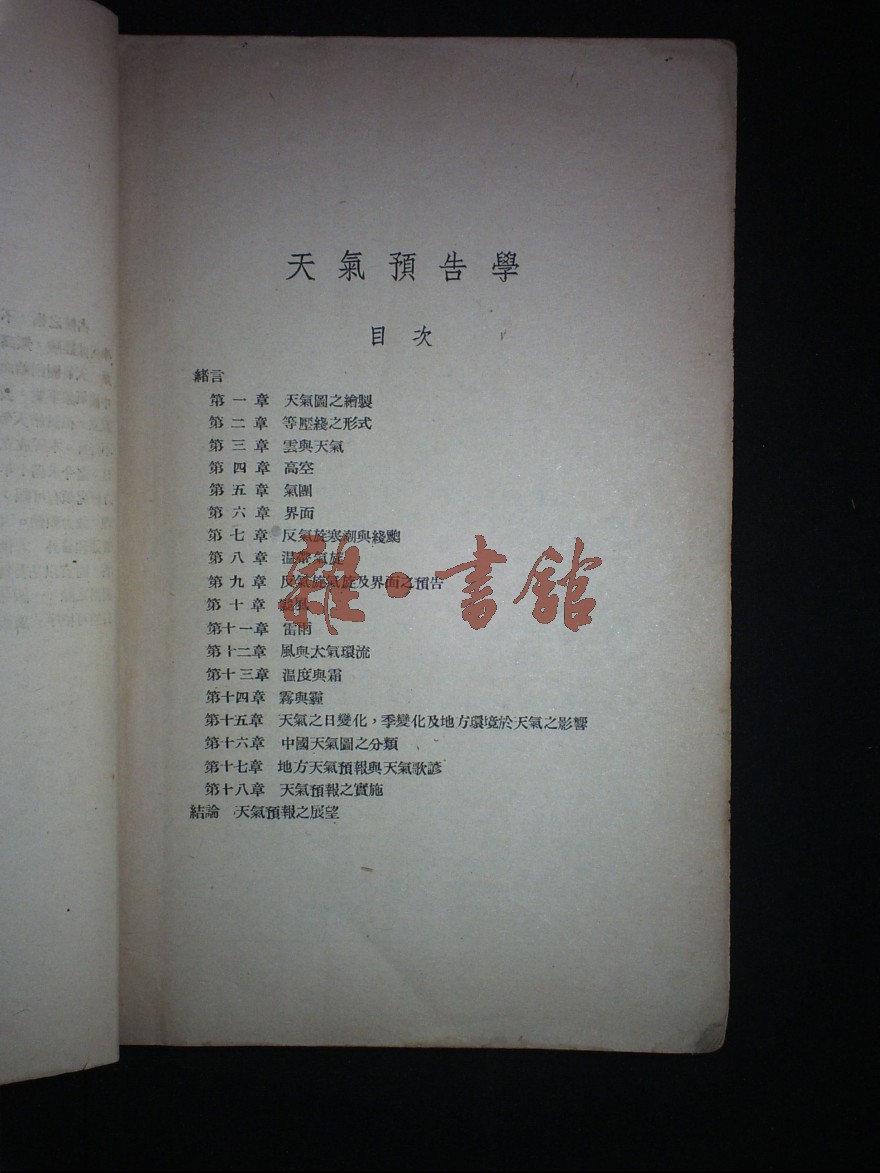 天氣預告學
目次
緒言
第一章 天氣圖之繪製
第二章 等壓綫之形式
第三章 雲與天氣
第四章 高空
第五章 氣團
第六章 界面
第七章 反氣旋寒潮與綫颮
第八章 溫帶氣旋
第九章 反氣旋氣旋及界面之預告
第十章 颱風
第十一章 雷雨
第十二章 風與大氣環流
第十三章 溫度與霜
第十四章 霧與霾
第十五章 天氣之日變化，季變化及地方環境於天氣之影響
第十六章 中國天氣圖之分類
第十七章 地方天氣預報與天氣歌諺
第十八章 天氣預報之實施
結論 天氣預報之展望
雜·書館